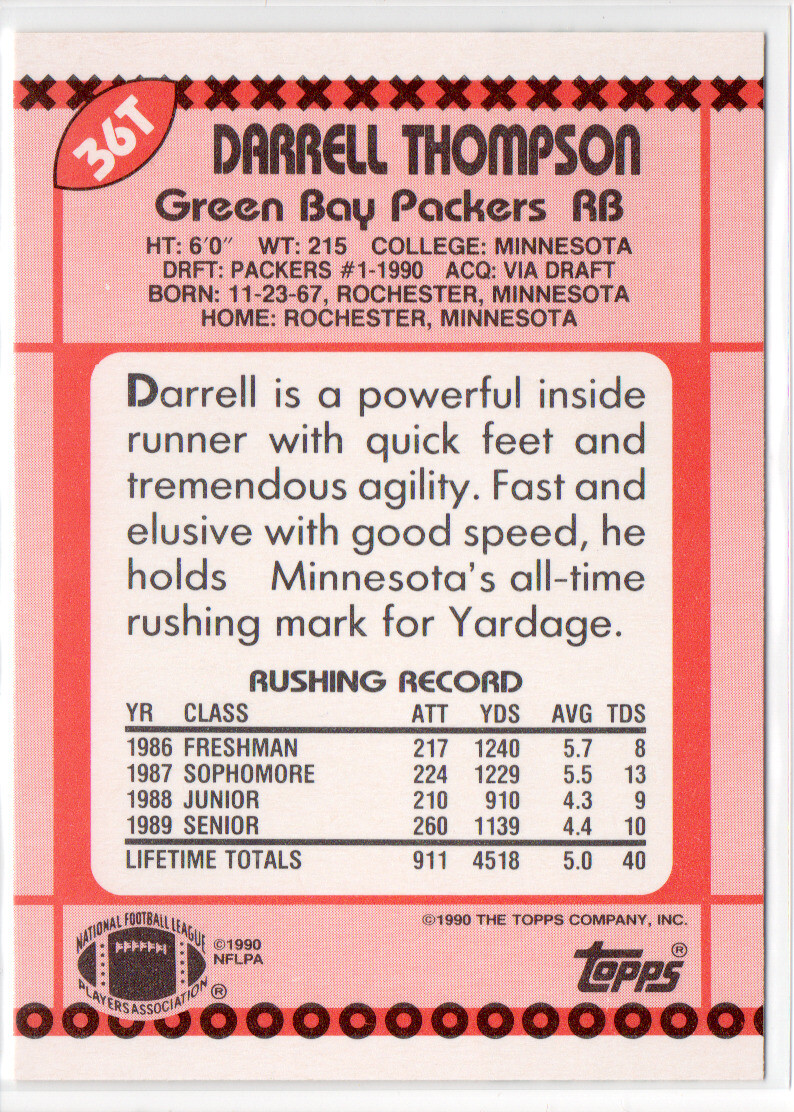 36T
DARRELL THOMPSON
Green Bay Packers RB
HT: 6'0" WT: 215 COLLEGE: MINNESOTA
DRFT: PACKERS #1-1990 ACQ: VIA DRAFT
BORN: 11-23-67, ROCHESTER, MINNESOTA
HOME: ROCHESTER, MINNESOTA
Darrell is a powerful inside
runner with quick feet and
tremendous agility. Fast and
elusive with good speed, he
holds Minnesota's all-time
rushing mark for Yardage.
RUSHING RECORD
YR CLASS ATT YDS AVG TDS
1986 FRESHMAN 217 1240 5.7 8
1987 SOPHOMORE 224 1229 5.5 13
1988 JUNIOR 210 910 4.3 9
1989 SENIOR 260 1139 4.4 10
LIFETIME TOTALS 911 4518 5.0 40
©1990 THE TOPPS COMPANY, INC.
NATIONAL FOOTBALL LEAGUE
PLAYERS ASSOCIATION ®
©1990
NFLPA
topps ®